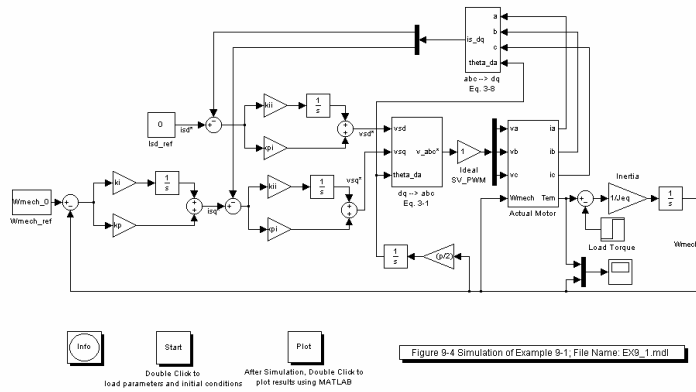 a
b
is_dq
c
theta_da
abc --> dq
Eq. 3-8
kii
1
s
0
isd*
Isd_ref
kpi
vsd*
vsd
vsq
v_abc*
theta_da
dq --> abc
Eq. 3-1
1
Ideal
SV_PWM
va
ia
vb
ib
vc
ic
Wmech
Tem
Actual Motor
Inertia
1/Jeq
1
s
Load Torque
ki
1
s
kii
1
s
vsq*
Wmech_0
Wmech_ref
kp
isq*
kpi
1
s
(p/2)
Wmech
Info
Start
Plot
Double Click to
load parameters and initial conditions
After Simulation, Double Click to
plot results using MATLAB
Figure 9-4 Simulation of Example 9-1; File Name: EX9_1.mdl